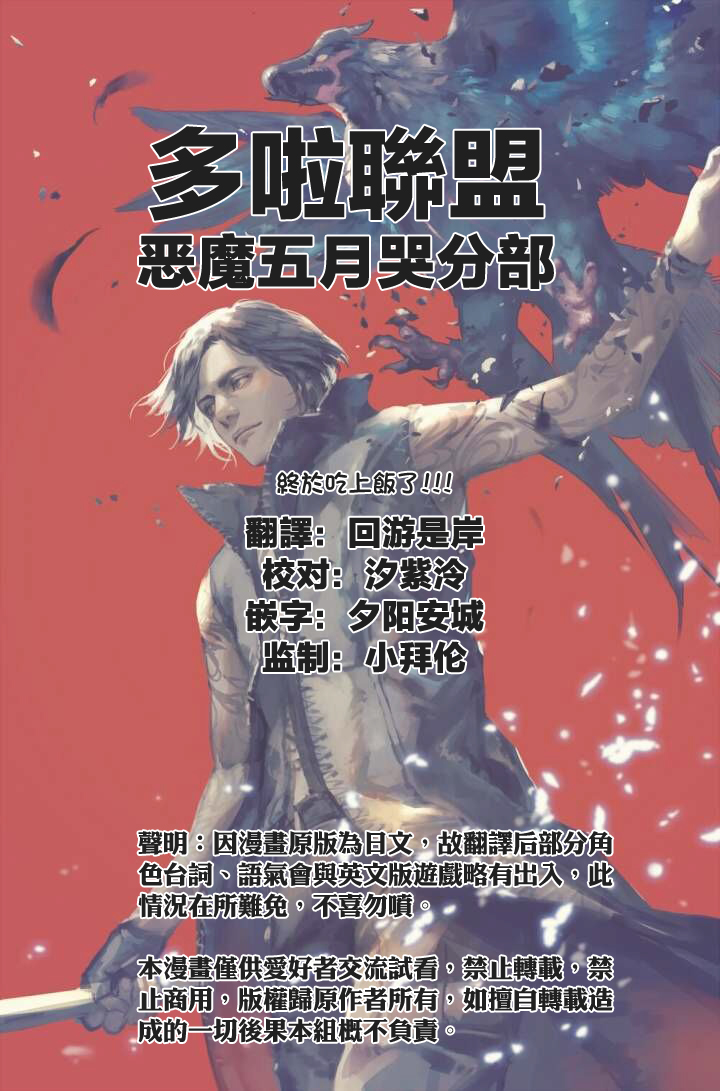 多啦聯盟
恶魔五月哭分部
終於吃上飯了!!!
翻譯：回游是岸
校对：汐紫泠
嵌字：夕阳安城
监制：小拜伦
聲明：因漫畫原版為日文，故翻譯后部分角
色台詞、語氣會與英文版遊戲略有出入，此
情況在所難免，不喜勿噴。
本漫畫僅供愛好者交流試看，禁止轉載，禁
止商用，版權歸原作者所有，如擅自轉載造
成的一切後果本組概不負責。